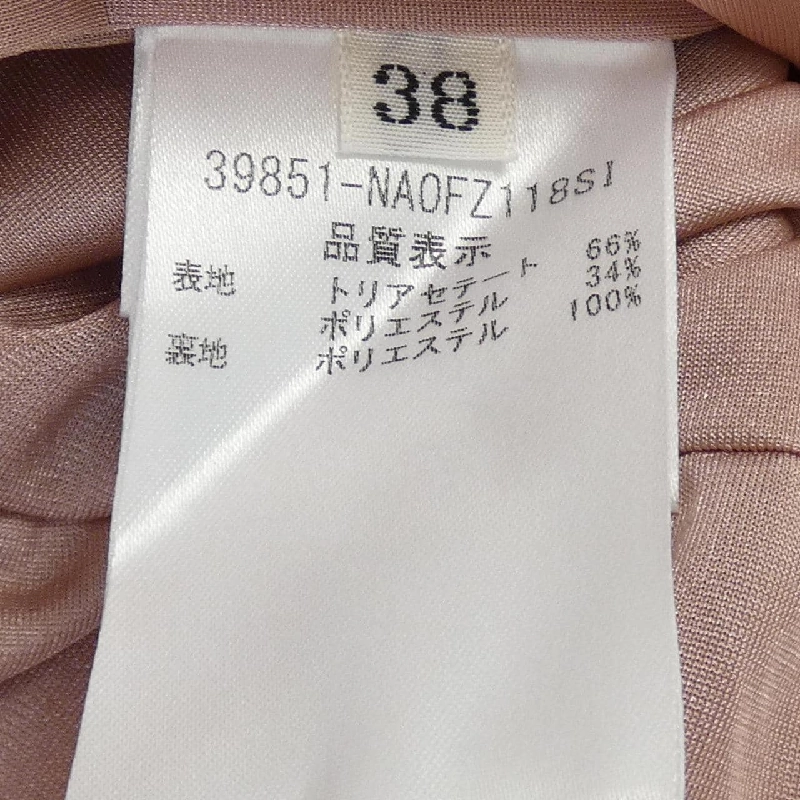 38
39851-NA0FZ118SI
品質表示
表地 トリアセテート 66%
ポリエステル 34%
裏地 ポリエステル 100%